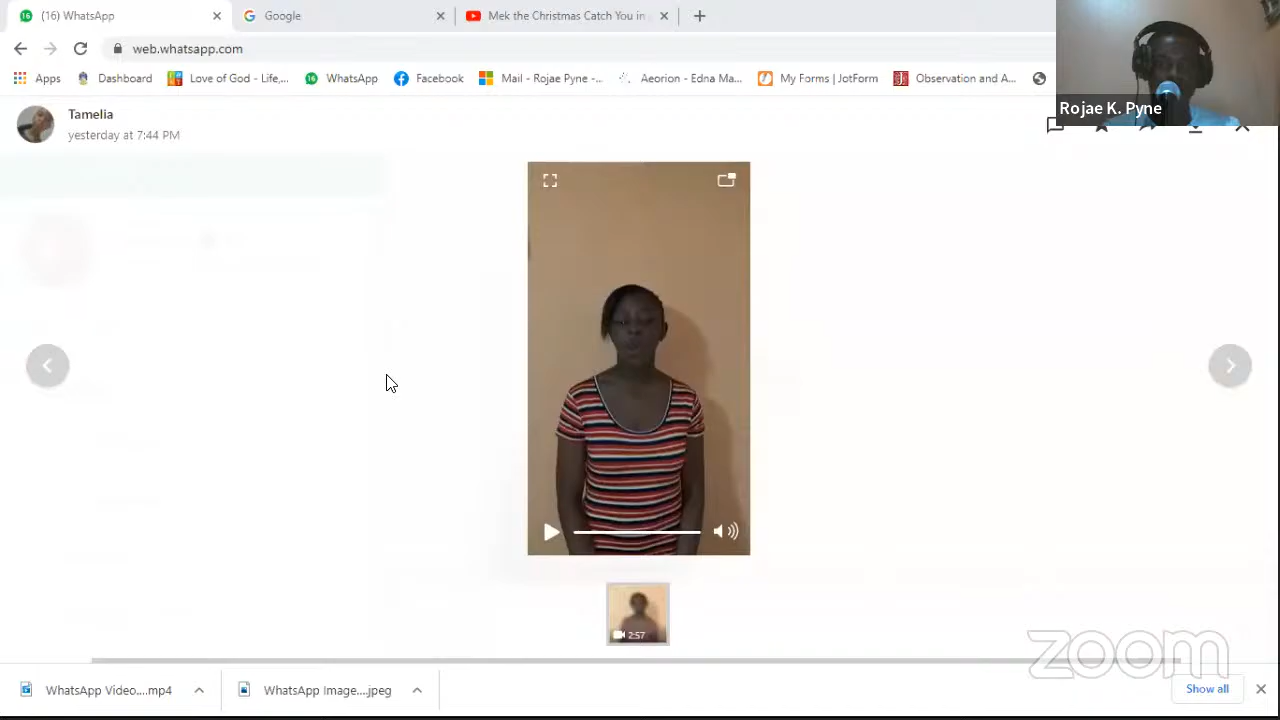 (16) WhatsApp
Google
Mek the Christmas Catch You in
web.whatsapp.com
Apps
Dashboard
Love of God - Life,...
WhatsApp
Facebook
Mail - Rojae Pyne -...
Aeorion - Edna Ma...
My Forms | JotForm
Observation and A...
Rojae K. Pyne
Tamelia
yesterday at 7:44 PM
2:57
zoom
WhatsApp Video....mp4
WhatsApp Image....jpeg
Show all